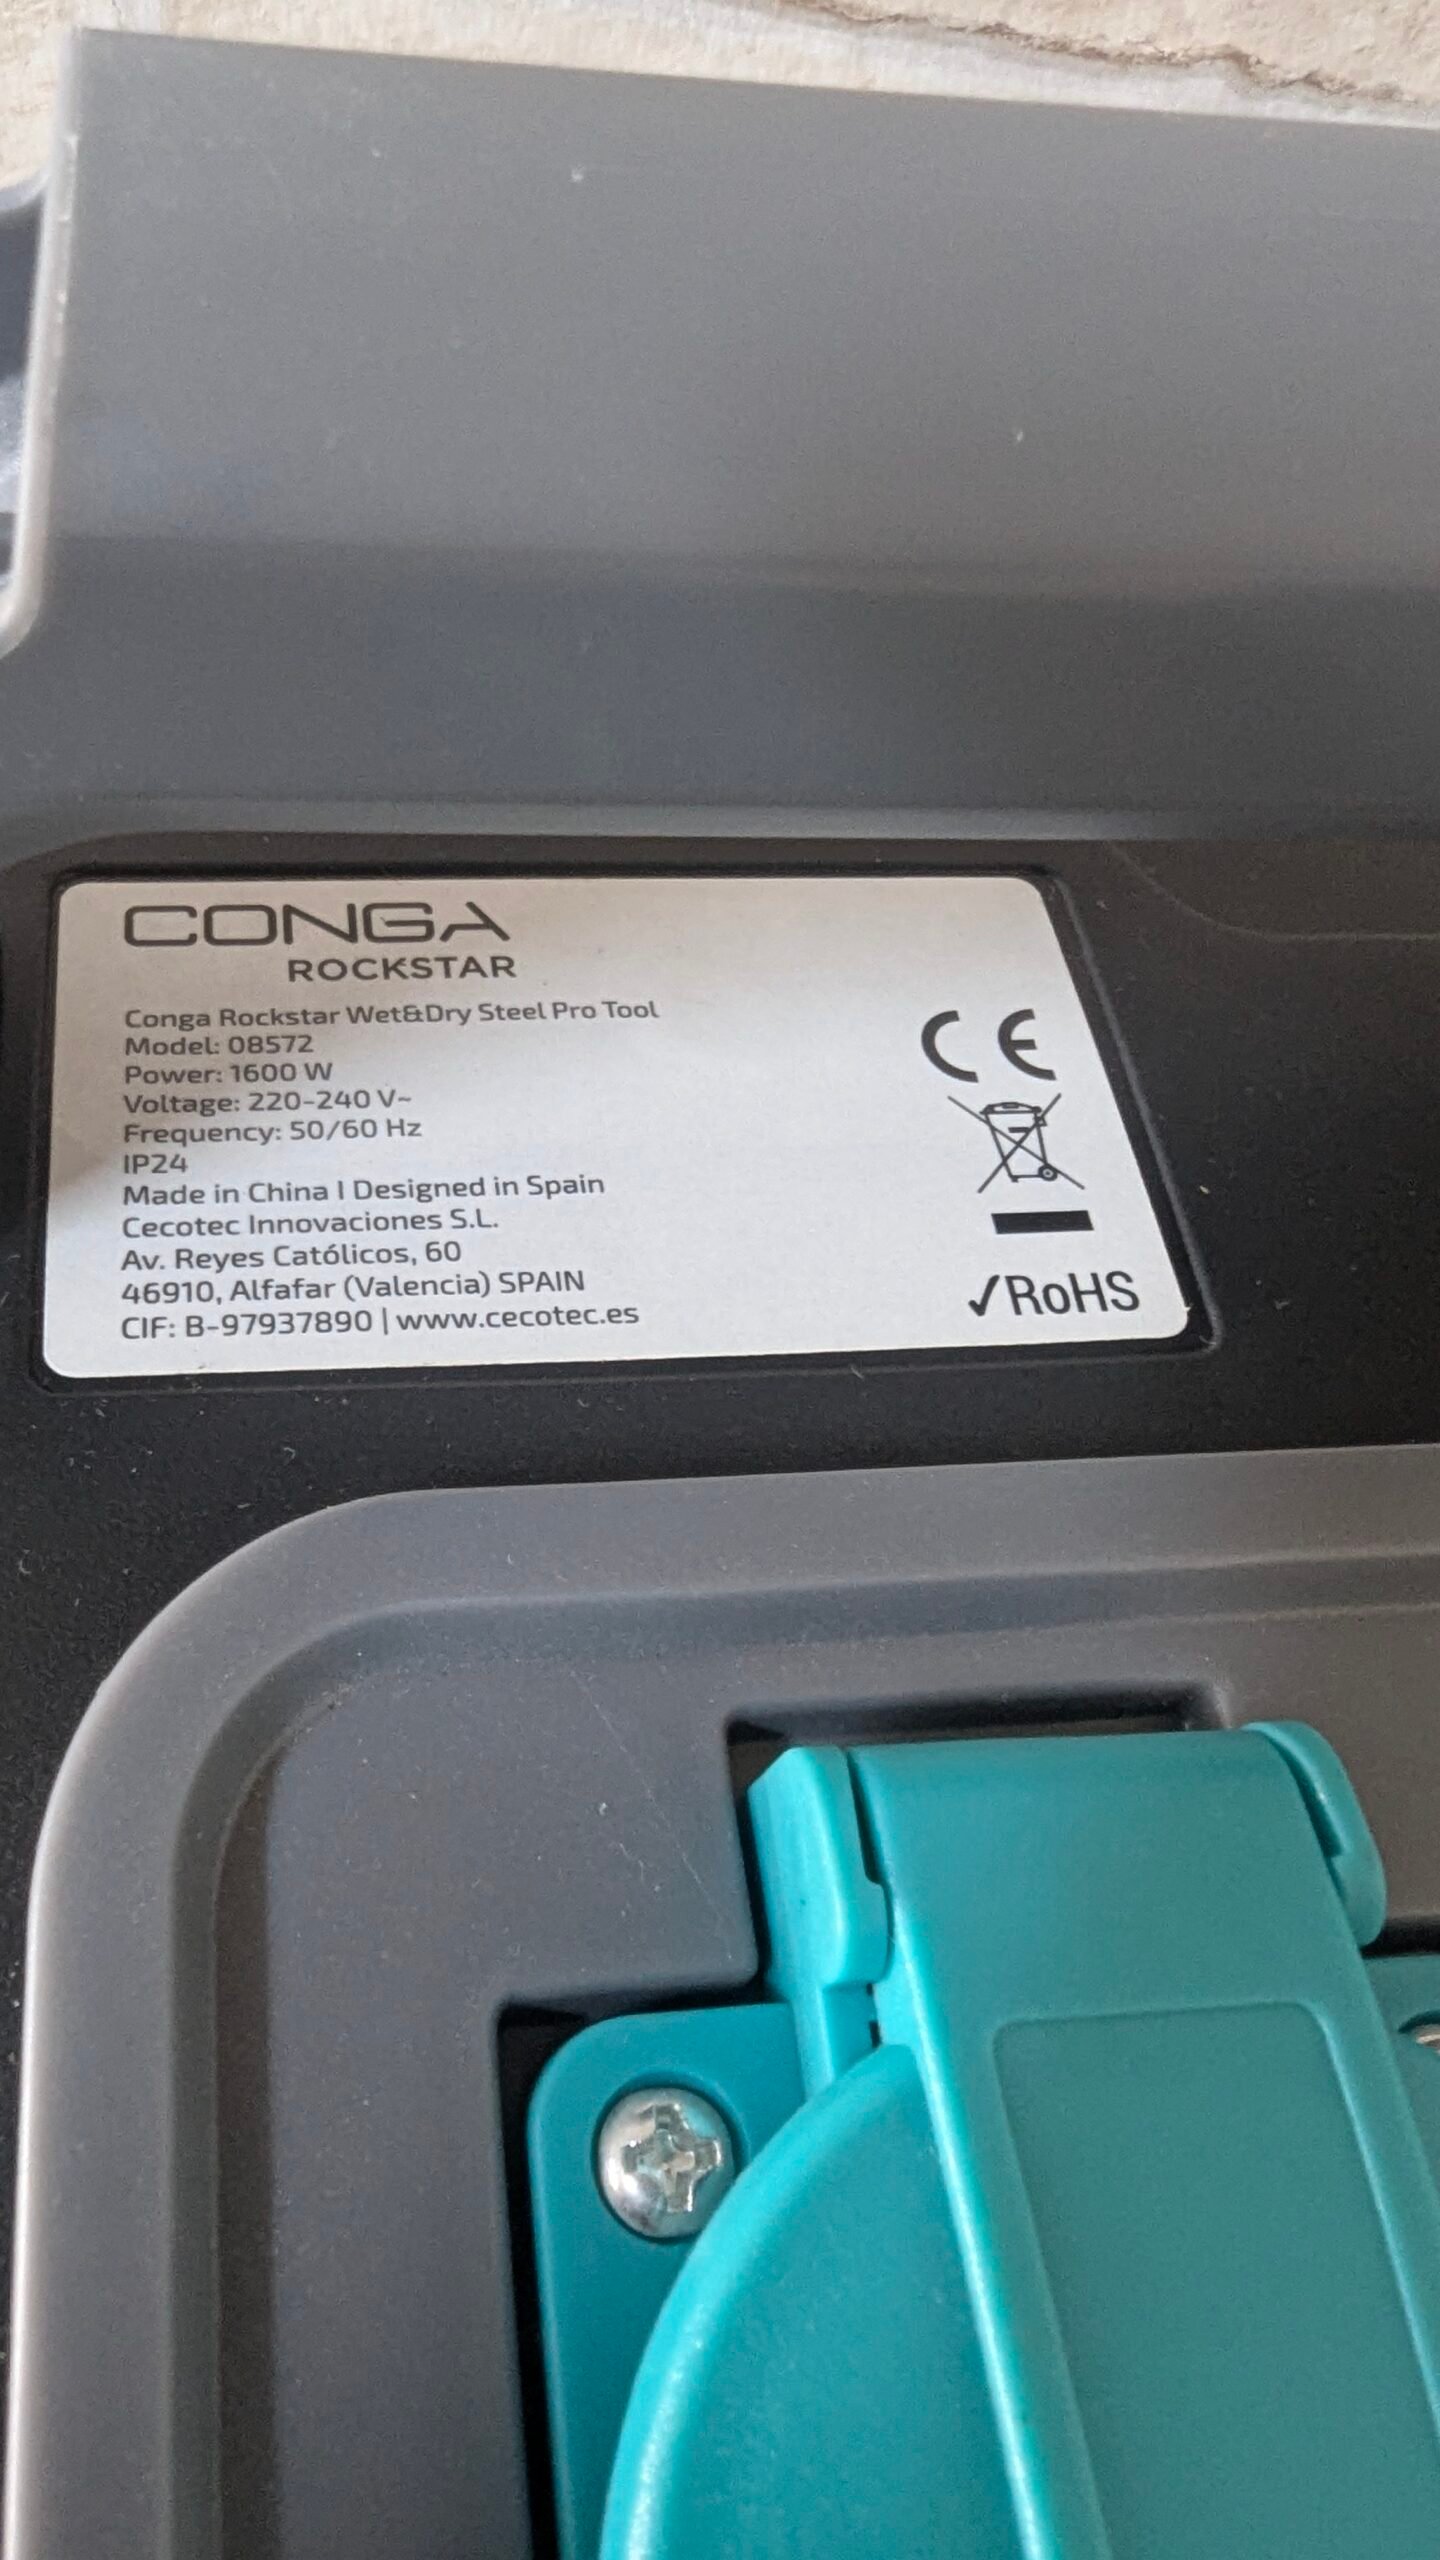 CONGA
ROCKSTAR
Conga Rockstar Wet&Dry Steel Pro Tool
Model: 08572
Power: 1600 W
Voltage: 220-240 V~
Frequency: 50/60 Hz
IP24
Made in China | Designed in Spain
Cecotec Innovaciones S.L.
Av. Reyes Católicos, 60
46910, Alfafar (Valencia) SPAIN
CIF: B-97937890 | www.cecotec.es
CE
✓RoHS